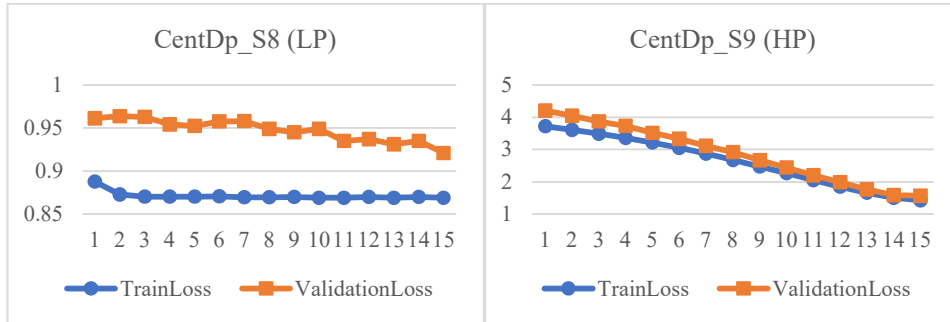 CentDp_S8 (LP)
1
0.95
0.9
0.85
1 2 3 4 5 6 7 8 9 10 11 12 13 14 15
TrainLoss ValidationLoss
CentDp_S9 (HP)
5
4
3
2
1
1 2 3 4 5 6 7 8 9 10 11 12 13 14 15
TrainLoss ValidationLoss